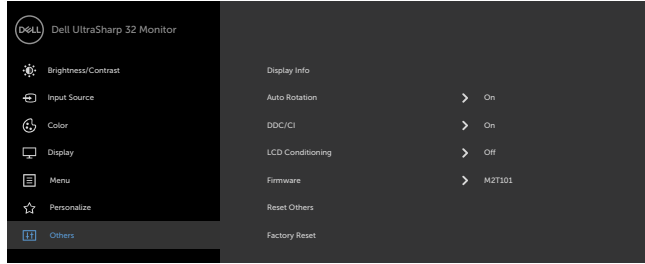 DELL Dell UltraSharp 32 Monitor
Brightness/Contrast
Display Info
Input Source
Auto Rotation > On
Color
DDC/CI > On
Display
LCD Conditioning > Off
Menu
Firmware > M2T101
Personalize
Reset Others
Others
Factory Reset